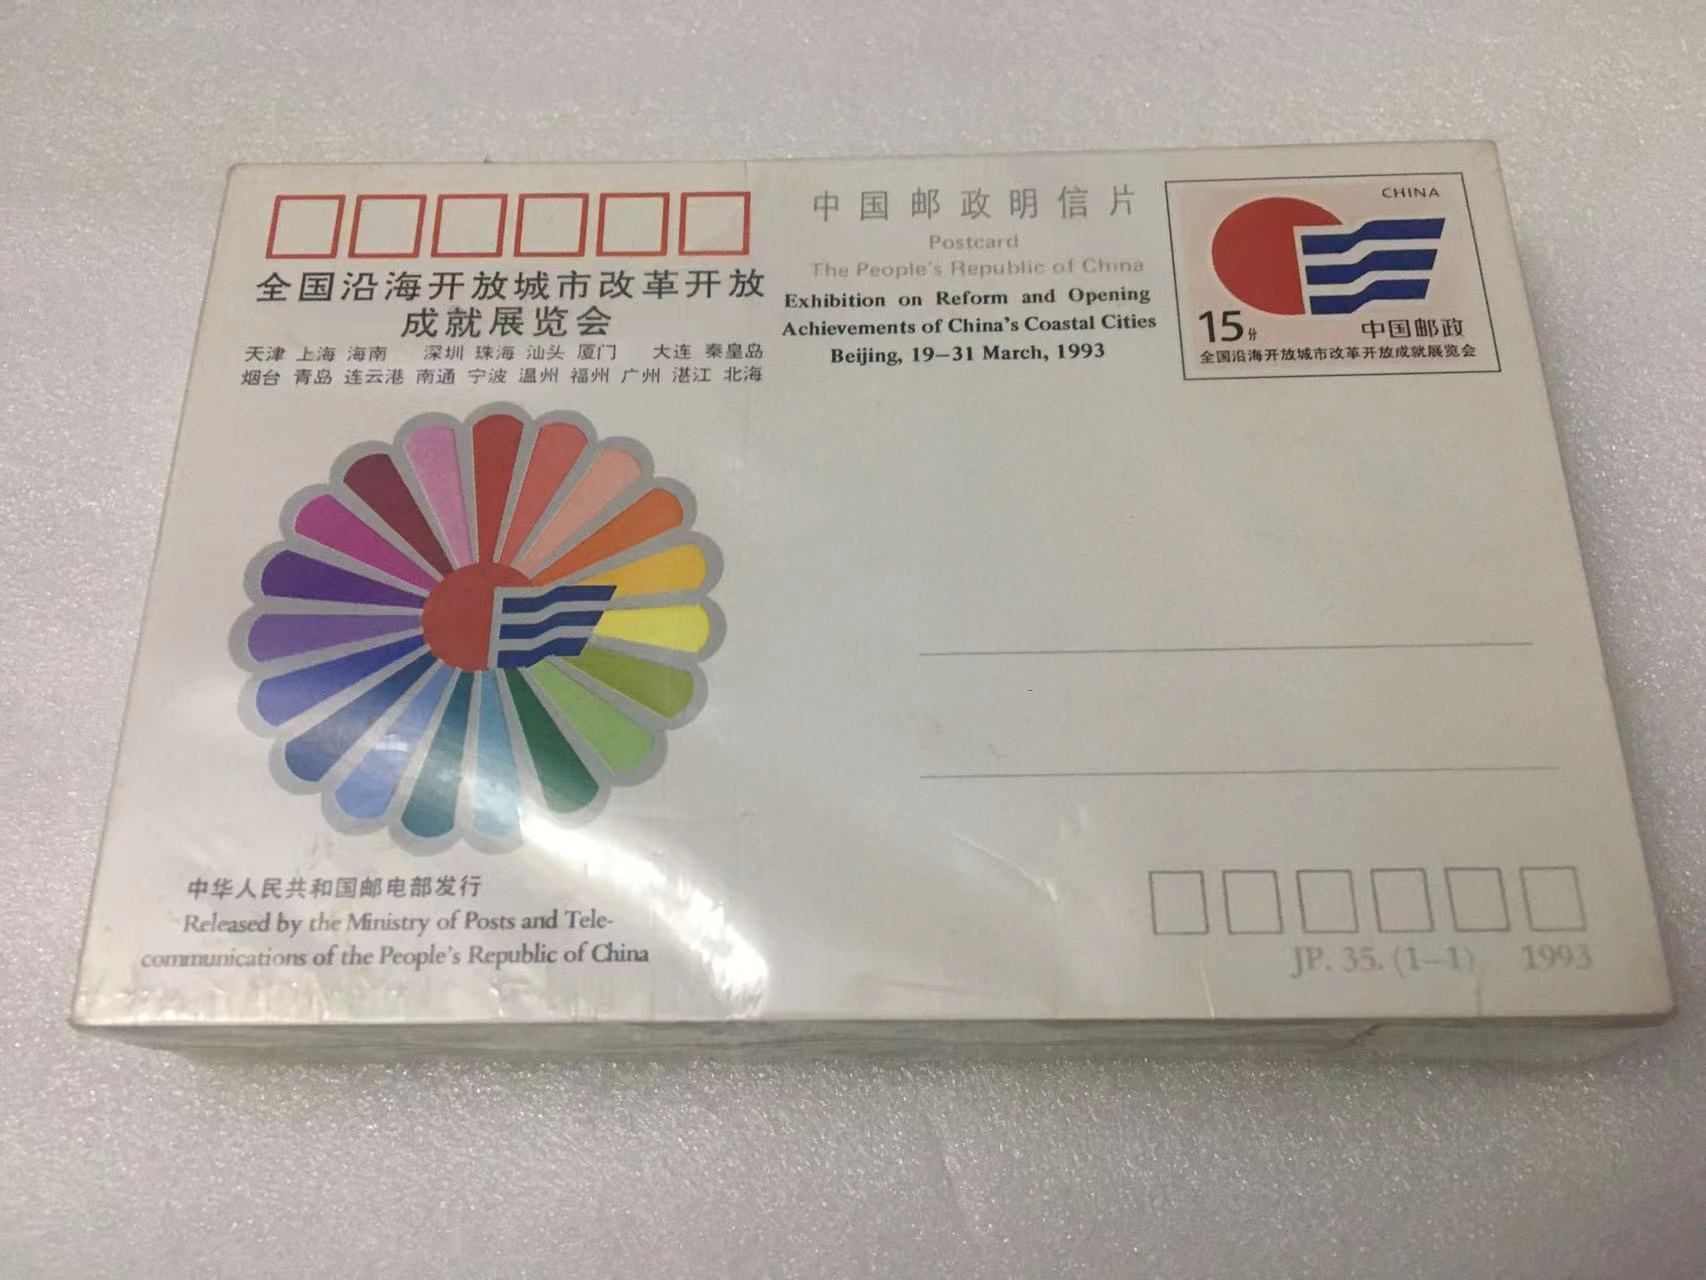 全国沿海开放城市改革开放
成就展览会
天津 上海 海南 深圳 珠海 汕头 厦门 大连 秦皇岛
烟台 青岛 连云港 南通 宁波 温州 福州 广州 湛江 北海
中国邮政明信片
Postcard
The People's Republic of China
Exhibition on Reform and Opening
Achievements of China's Coastal Cities
Beijing, 19–31 March, 1993
CHINA
15分 中国邮政
全国沿海开放城市改革开放成就展览会
中华人民共和国邮电部发行
Released by the Ministry of Posts and Tele-
communications of the People's Republic of China
JP. 35. (1–1) 1993